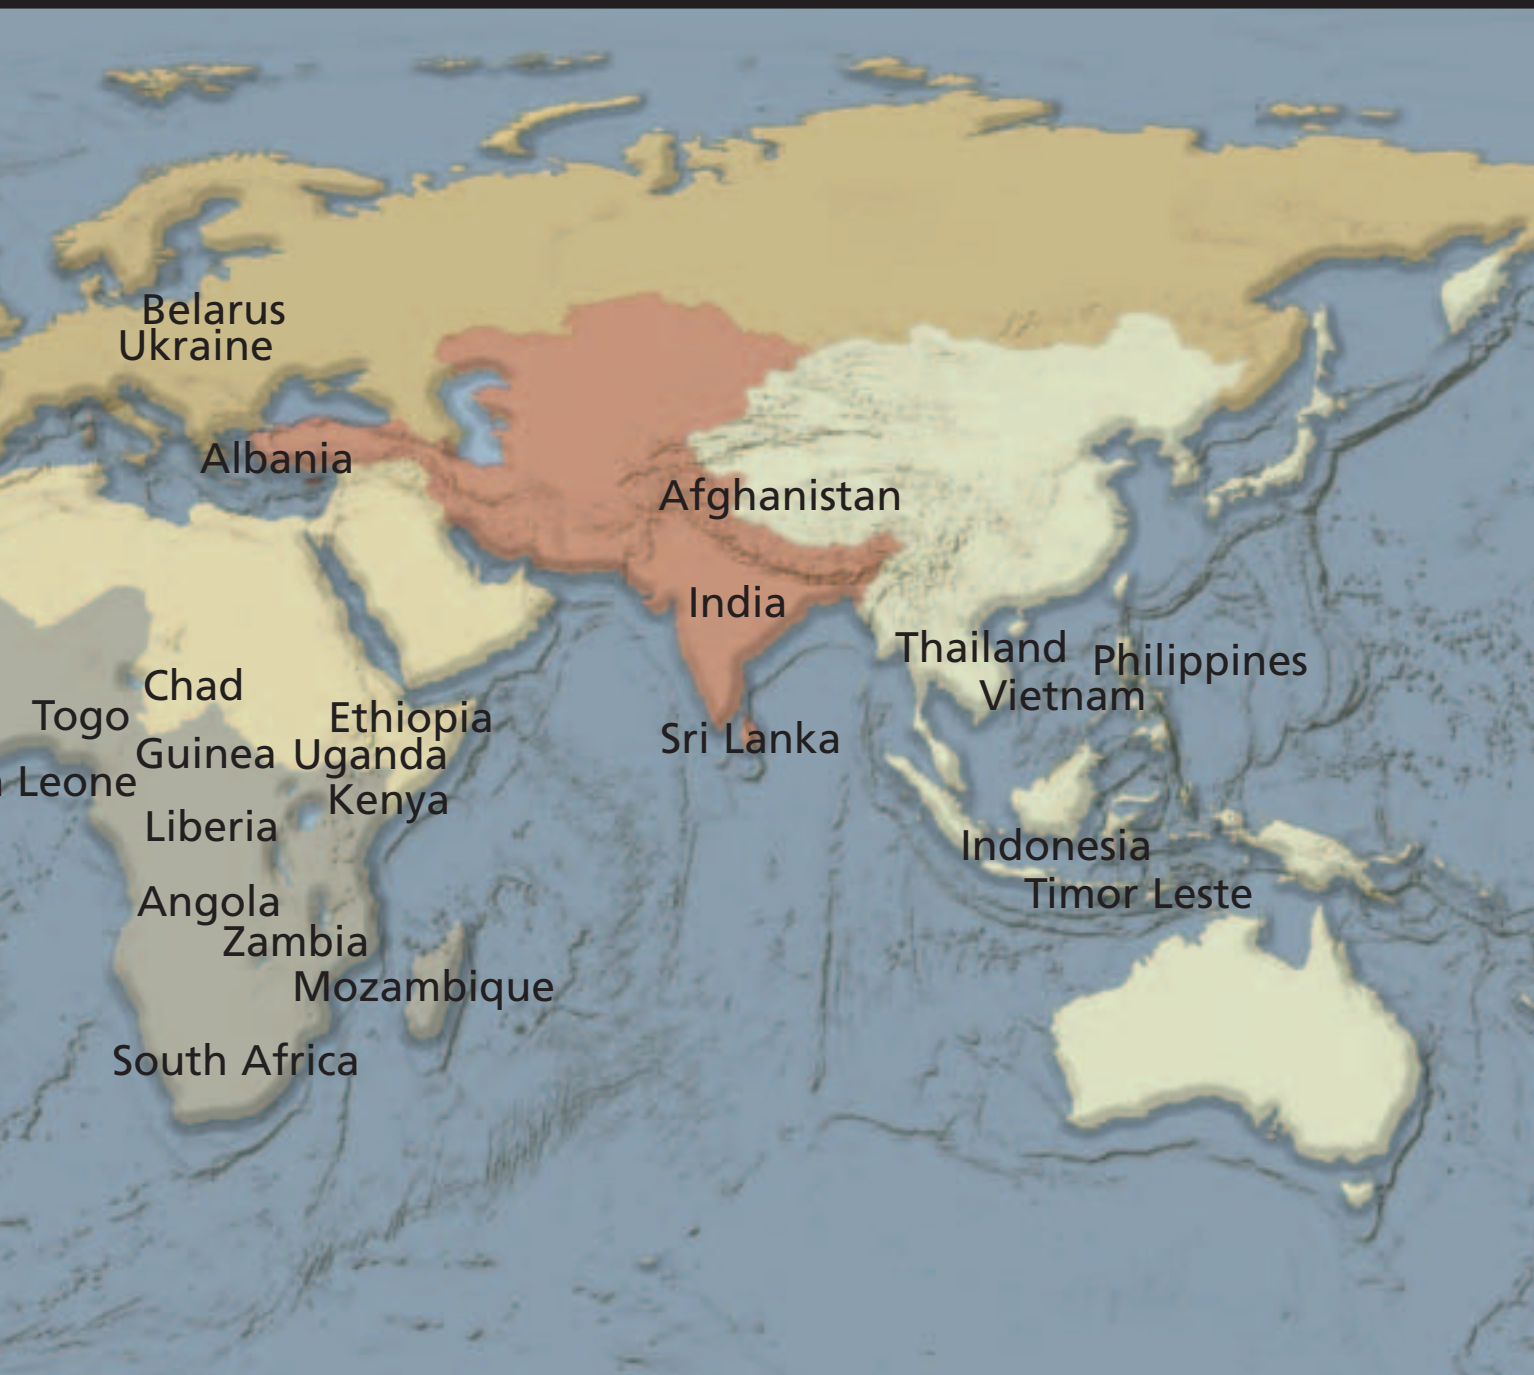 Belarus
Ukraine
Albania
Afghanistan
India
Thailand
Philippines
Vietnam
Chad
Togo
Ethiopia
Sri Lanka
Guinea
Uganda
Leone
Kenya
Liberia
Indonesia
Timor Leste
Angola
Zambia
Mozambique
South Africa